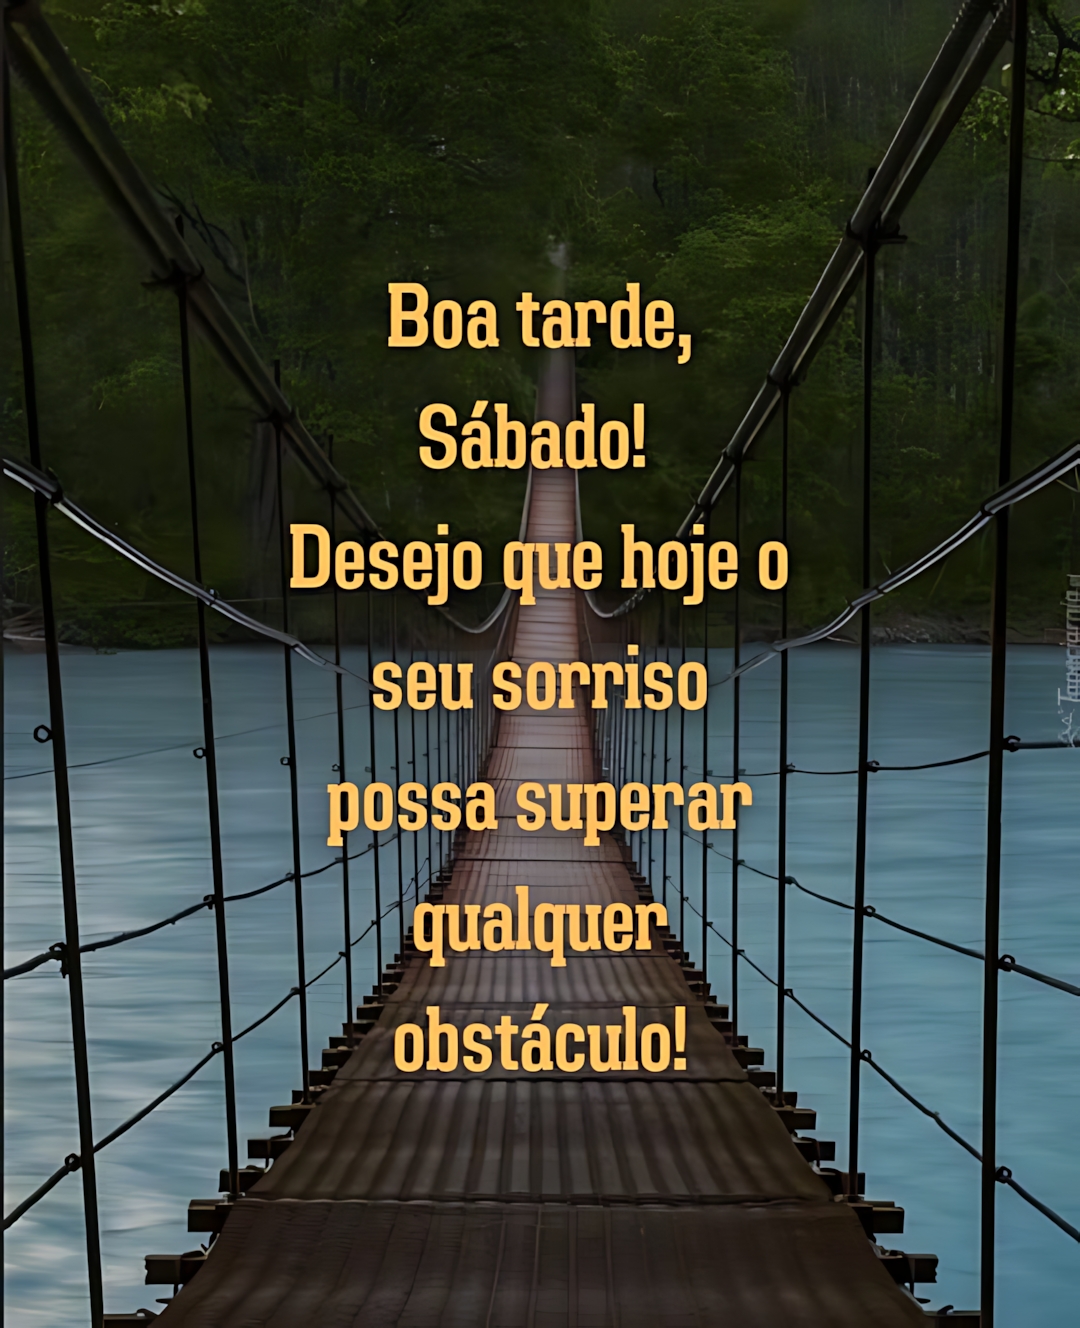 Boa tarde,
Sábado!
Desejo que hoje o
seu sorriso
possa superar
qualquer
obstáculo!